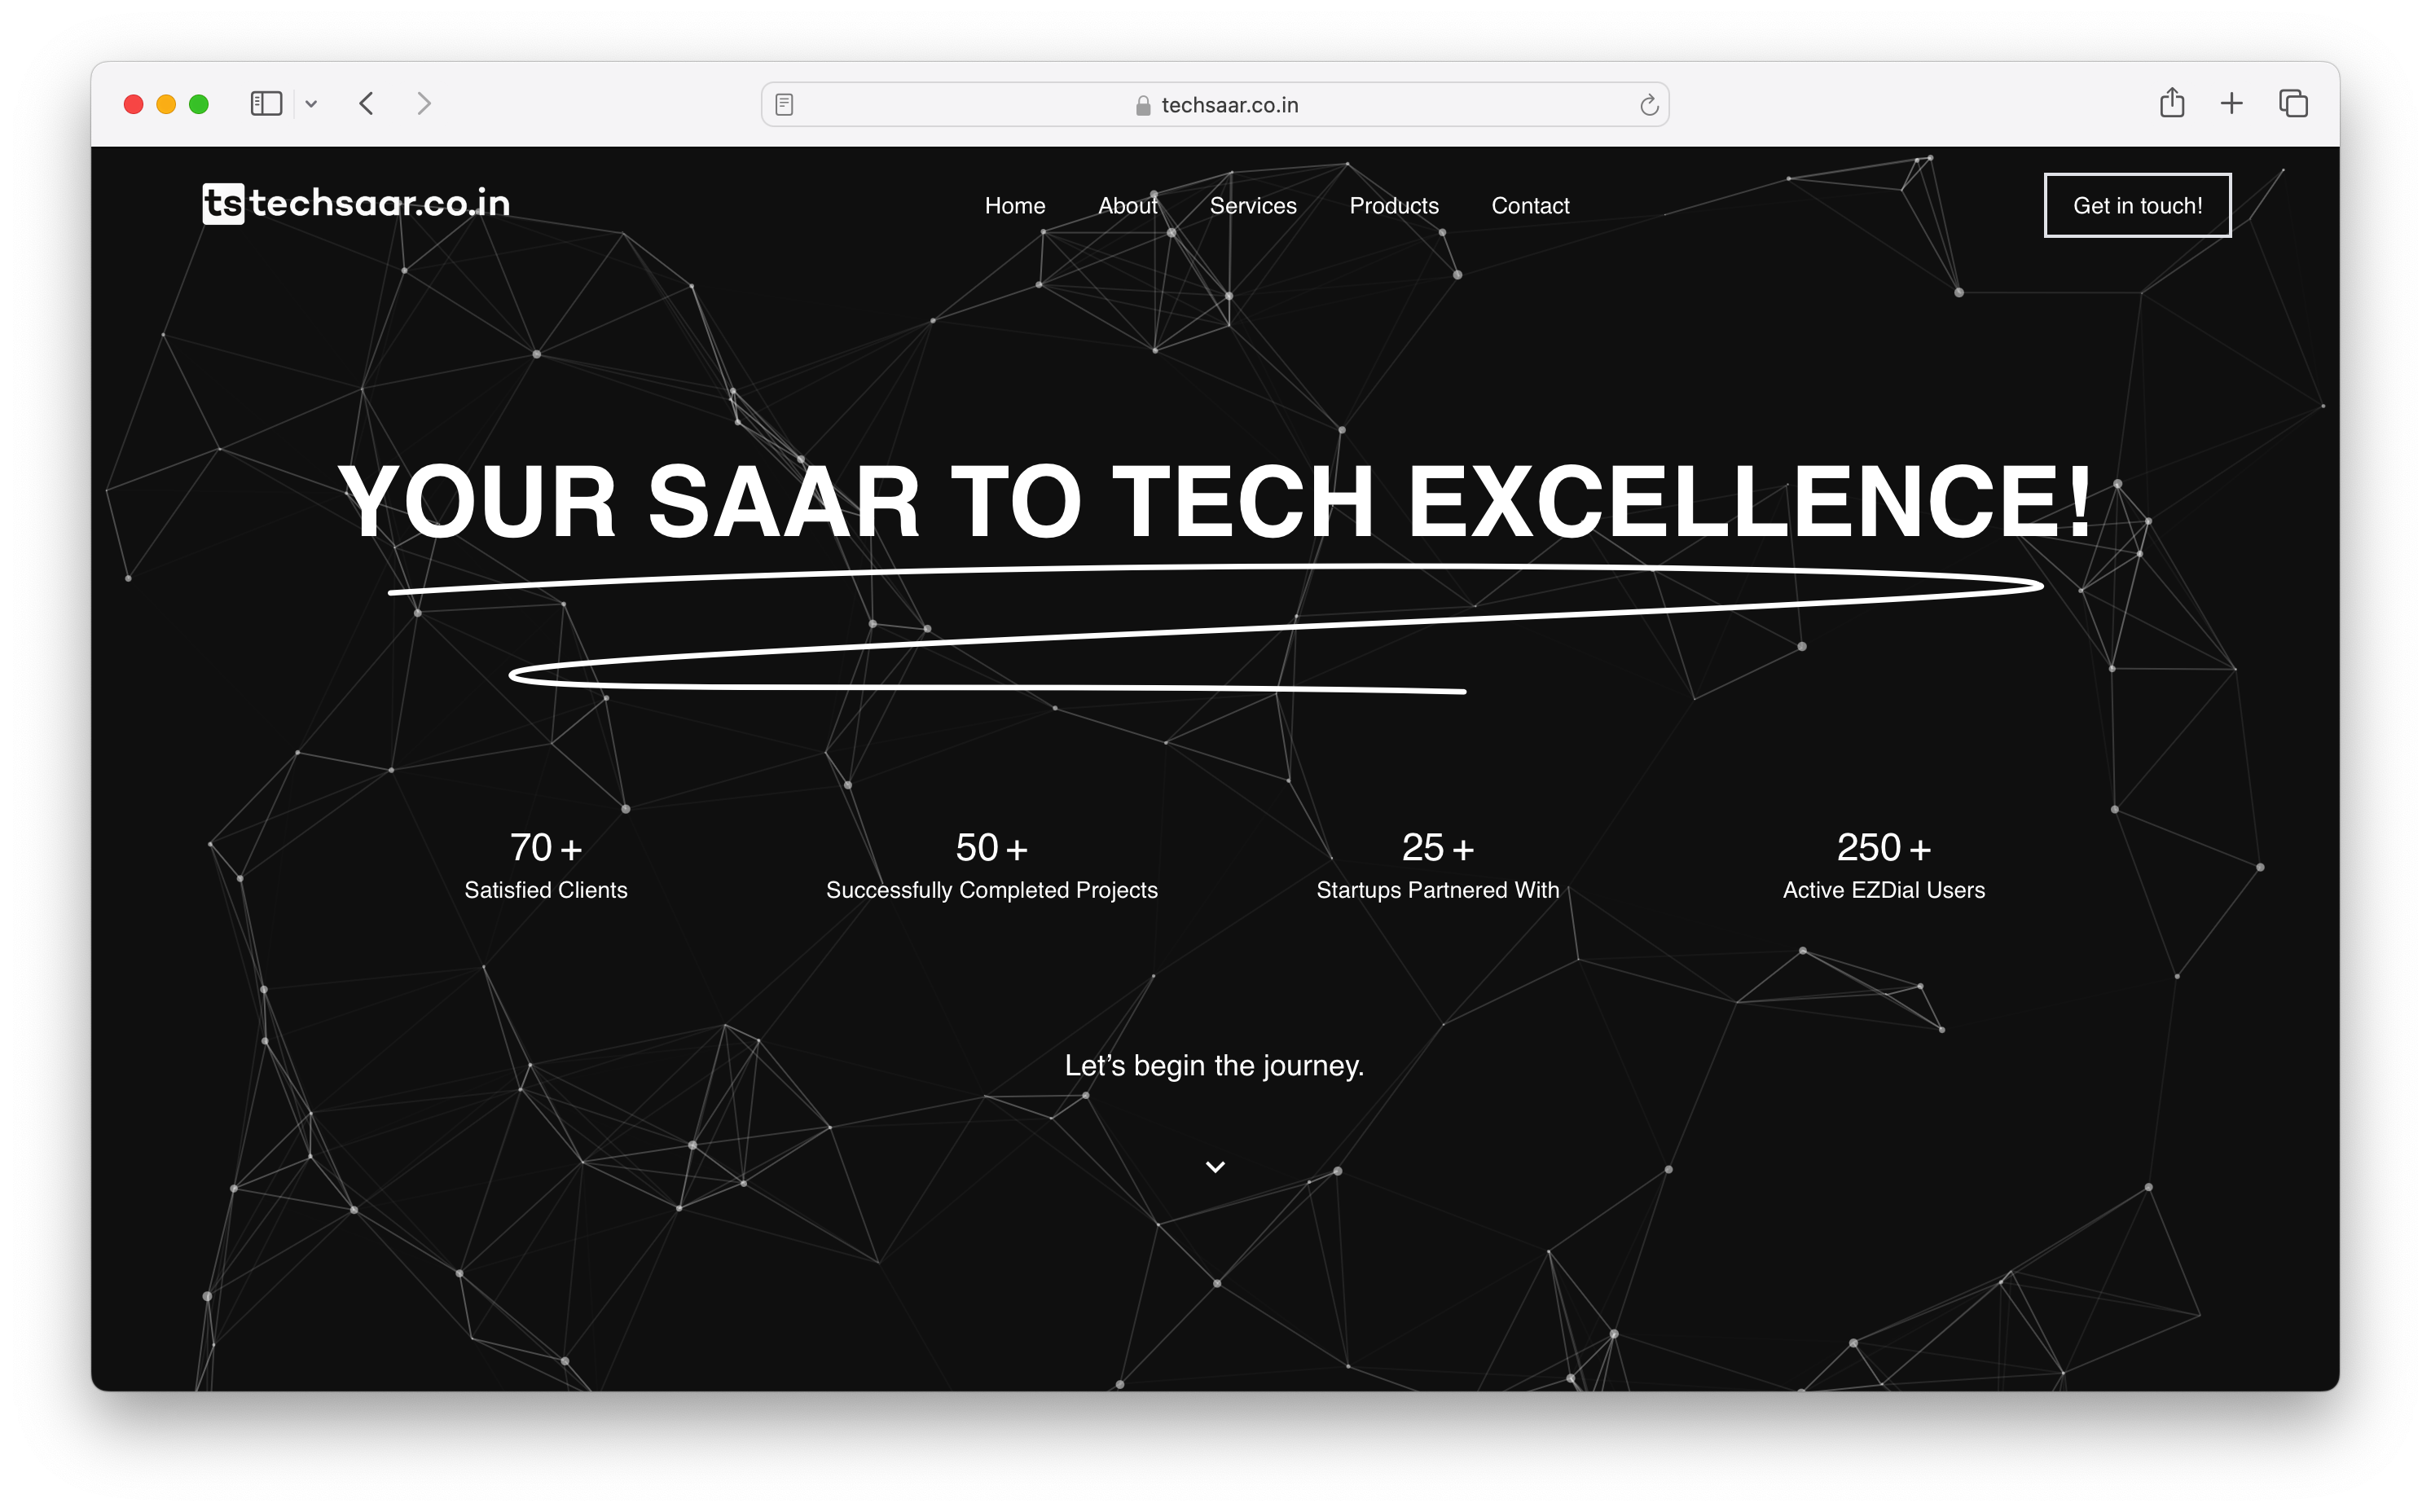 techsaar.co.in
ts techsaar.co.in
Home About Services Products Contact
Get in touch!
YOUR SAAR TO TECH EXCELLENCE!
70 + 50 + 25 + 250 +
Satisfied Clients Successfully Completed Projects Startups Partnered With Active EZDial Users
Let’s begin the journey.